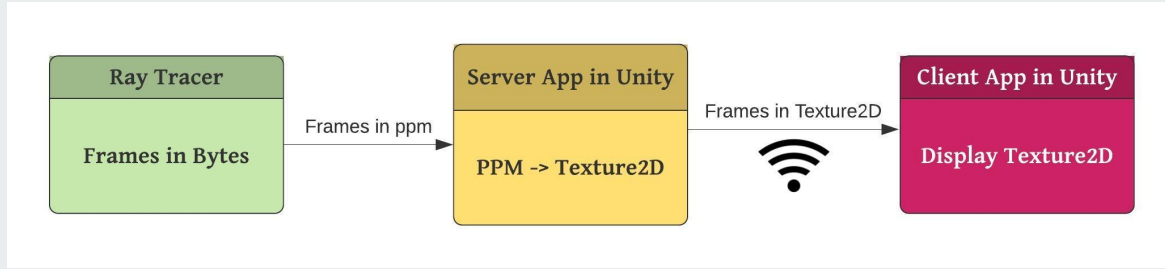 Ray Tracer
Frames in Bytes
Frames in ppm
Server App in Unity
PPM -> Texture2D
Frames in Texture2D
Client App in Unity
Display Texture2D